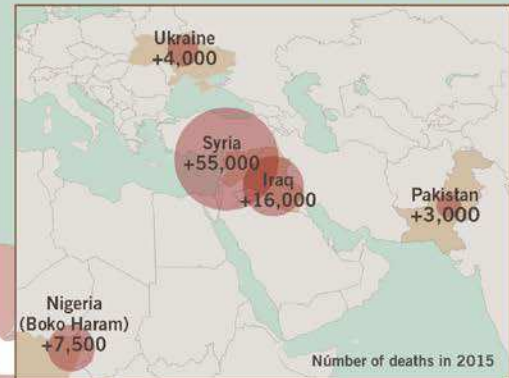 Ukraine
+4,000
Syria
+55,000
Iraq
+16,000
Pakistan
+3,000
Nigeria
(Boko Haram)
+7,500
Númber of deaths in 2015